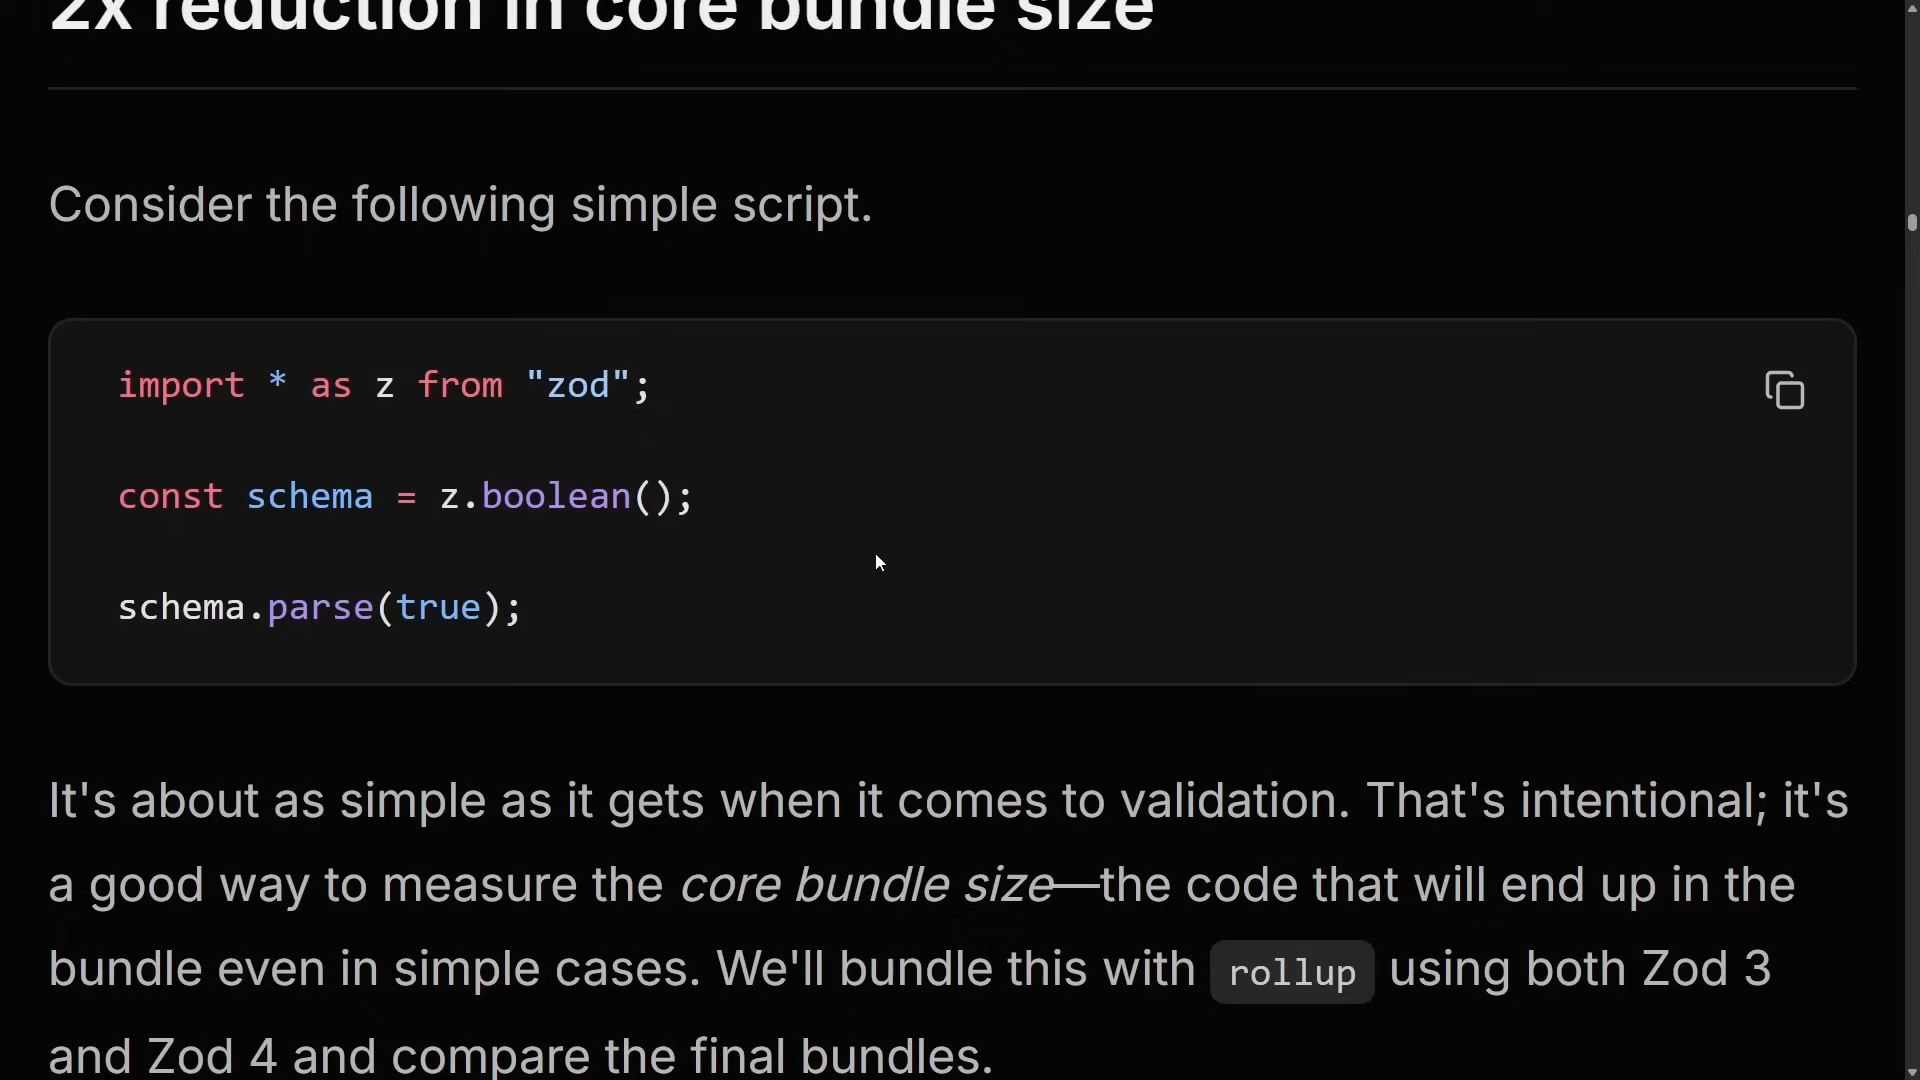 2x reduction in core bundle size
Consider the following simple script.
import * as z from "zod";
const schema = z.boolean();
schema.parse(true);
It's about as simple as it gets when it comes to validation. That's intentional; it's
a good way to measure the core bundle size—the code that will end up in the
bundle even in simple cases. We'll bundle this with rollup using both Zod 3
and Zod 4 and compare the final bundles.